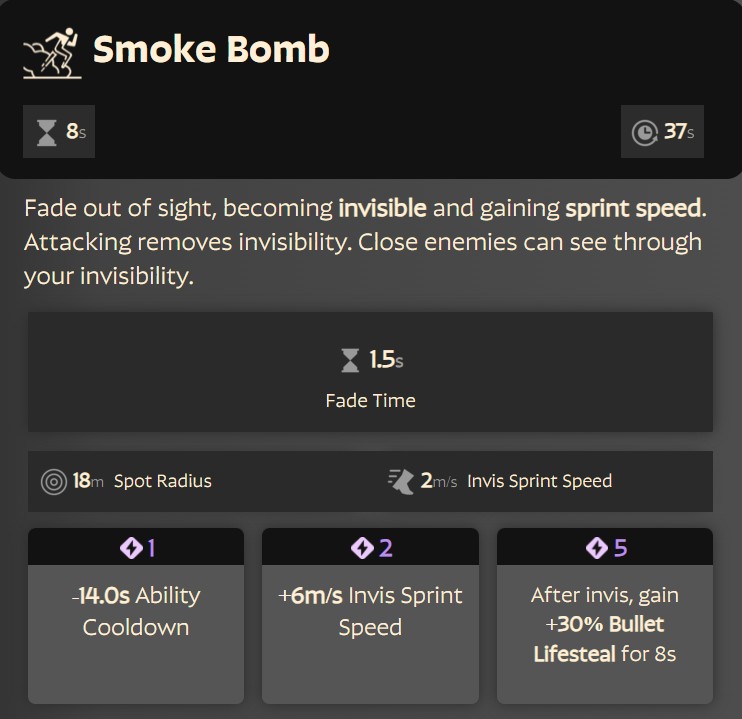 Smoke Bomb
8s 37s
Fade out of sight, becoming invisible and gaining sprint speed.
Attacking removes invisibility. Close enemies can see through
your invisibility.
1.5s
Fade Time
18m Spot Radius 2m/s Invis Sprint Speed
1
-14.0s Ability
Cooldown
2
+6m/s Invis Sprint
Speed
5
After invis, gain
+30% Bullet
Lifesteal for 8s